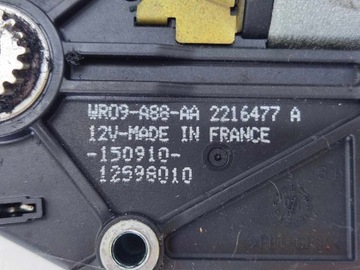 WR09-A88-AA 2216477 A
12V-MADE IN FRANCE
-150910-
12598010